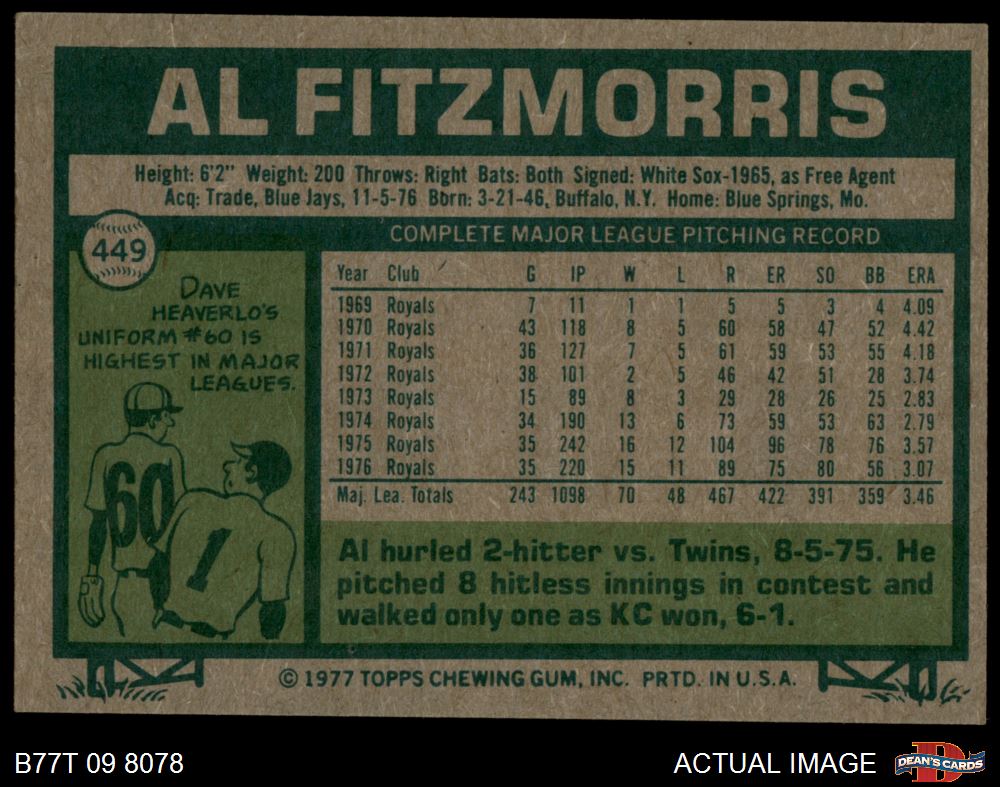 AL FITZMORRIS
Height: 6'2" Weight: 200 Throws: Right Bats: Both Signed: White Sox-1965, as Free Agent
Acq: Trade, Blue Jays, 11-5-76 Born: 3-21-46, Buffalo, N.Y. Home: Blue Springs, Mo.
449
DAVE
HEAVERLO'S
UNIFORM #60 IS
HIGHEST IN MAJOR
LEAGUES.
60
1
COMPLETE MAJOR LEAGUE PITCHING RECORD
Year Club G IP W L R ER SO BB ERA
1969 Royals 7 11 1 1 5 5 3 4 4.09
1970 Royals 43 118 8 5 60 58 47 52 4.42
1971 Royals 36 127 7 5 61 59 53 55 4.18
1972 Royals 38 101 2 5 46 42 51 28 3.74
1973 Royals 15 89 8 3 29 28 26 25 2.83
1974 Royals 34 190 13 6 73 59 53 63 2.79
1975 Royals 35 242 16 12 104 96 78 76 3.57
1976 Royals 35 220 15 11 89 75 80 56 3.07
Maj. Lea. Totals 243 1098 70 48 467 422 391 359 3.46
Al hurled 2-hitter vs. Twins, 8-5-75. He
pitched 8 hitless innings in contest and
walked only one as KC won, 6-1.
© 1977 TOPPS CHEWING GUM, INC. PRTD. IN U.S.A.
B77T 09 8078
ACTUAL IMAGE
DEAN'S CARDS